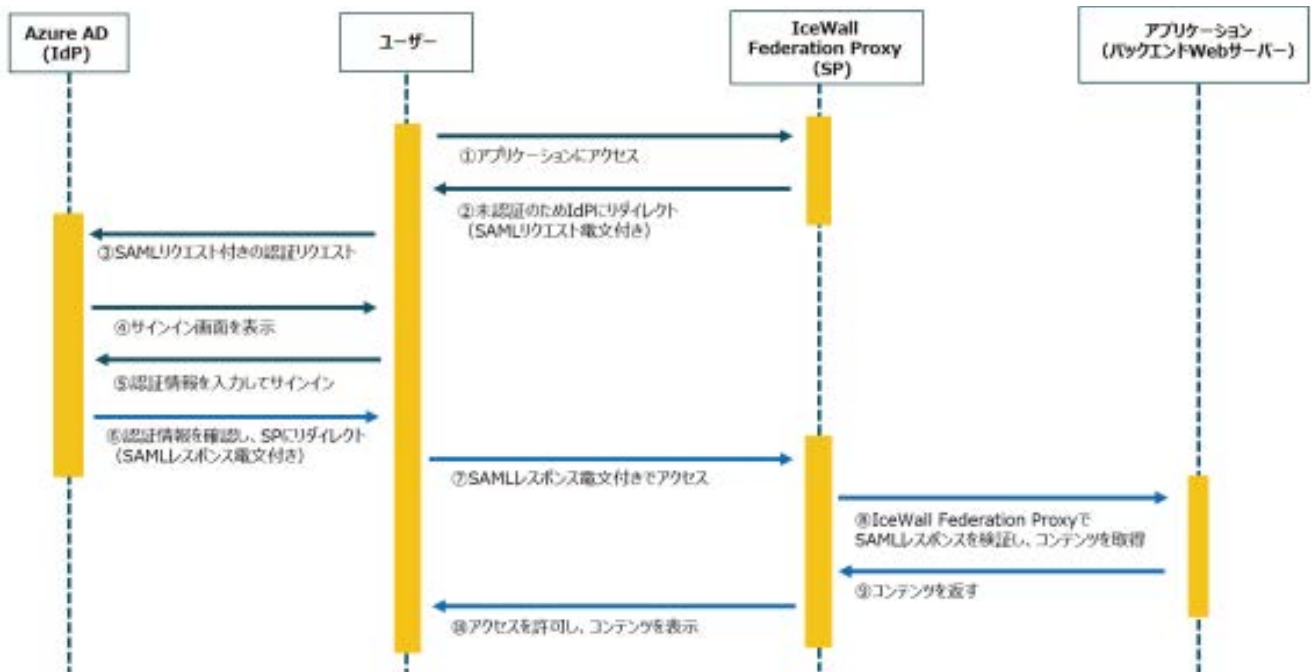 Azure AD
(IdP)
ユーザー
IceWall
Federation Proxy
(SP)
アプリケーション
(バックエンドWebサーバー)
①アプリケーションにアクセス
②未認証のためIdPにリダイレクト
(SAMLリクエスト電文付き)
③SAMLリクエスト付きの認証リクエスト
④サインイン画面を表示
⑤認証情報を入力してサインイン
⑥認証情報を確認し、SPにリダイレクト
(SAMLレスポンス電文付き)
⑦SAMLレスポンス電文付きでアクセス
⑧IceWall Federation Proxyで
SAMLレスポンスを検証し、コンテンツを取得
⑨コンテンツを返す
⑩アクセスを許可し、コンテンツを表示